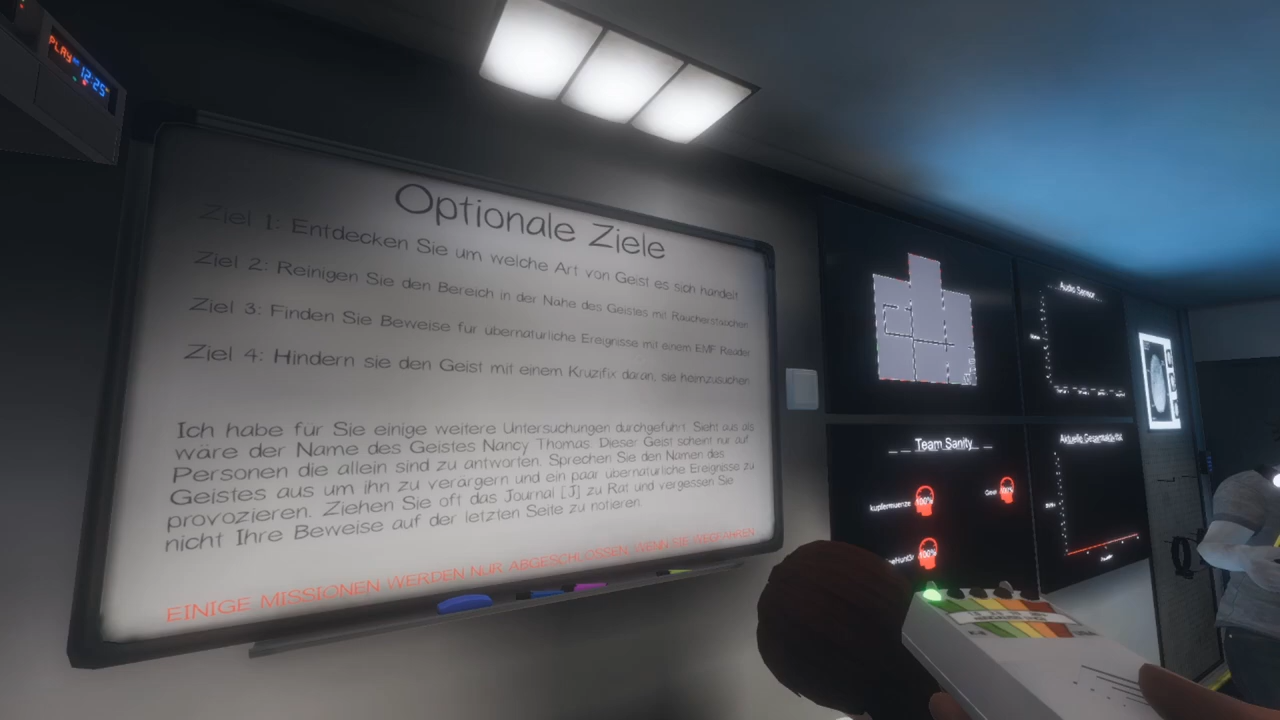 PLAY
12:25
Optionale Ziele
Ziel 1: Entdecken Sie um welche Art von Geist es sich handelt
Ziel 2: Reinigen Sie den Bereich in der Nahe des Geistes mit Raucherstabchen
Ziel 3: Finden Sie Beweise fur ubernaturliche Ereignisse mit einem EMF Reader
Ziel 4: Hindern sie den Geist mit einem Kruzifix daran, sie heimzusuchen
Ich habe für Sie einige weitere Untersuchungen durchgeführt. Sieht aus als
wäre der Name des Geistes Nancy Thomas. Dieser Geist scheint nur auf
Personen die allein sind zu antworten. Sprechen Sie den Namen des
Geistes aus um ihn zu verärgern und ein paar ubernaturliche Ereignisse zu
provozieren. Ziehen Sie oft das Journal [J] zu Rat und vergessen Sie
nicht Ihre Beweise auf der letzten Seite zu notieren.
EINIGE MISSIONEN WERDEN NUR ABGESCHLOSSEN, WENN SIE WEGFAHREN
Audio Sensor
Team Sanity
kupfermuenze 100%
100%
100%